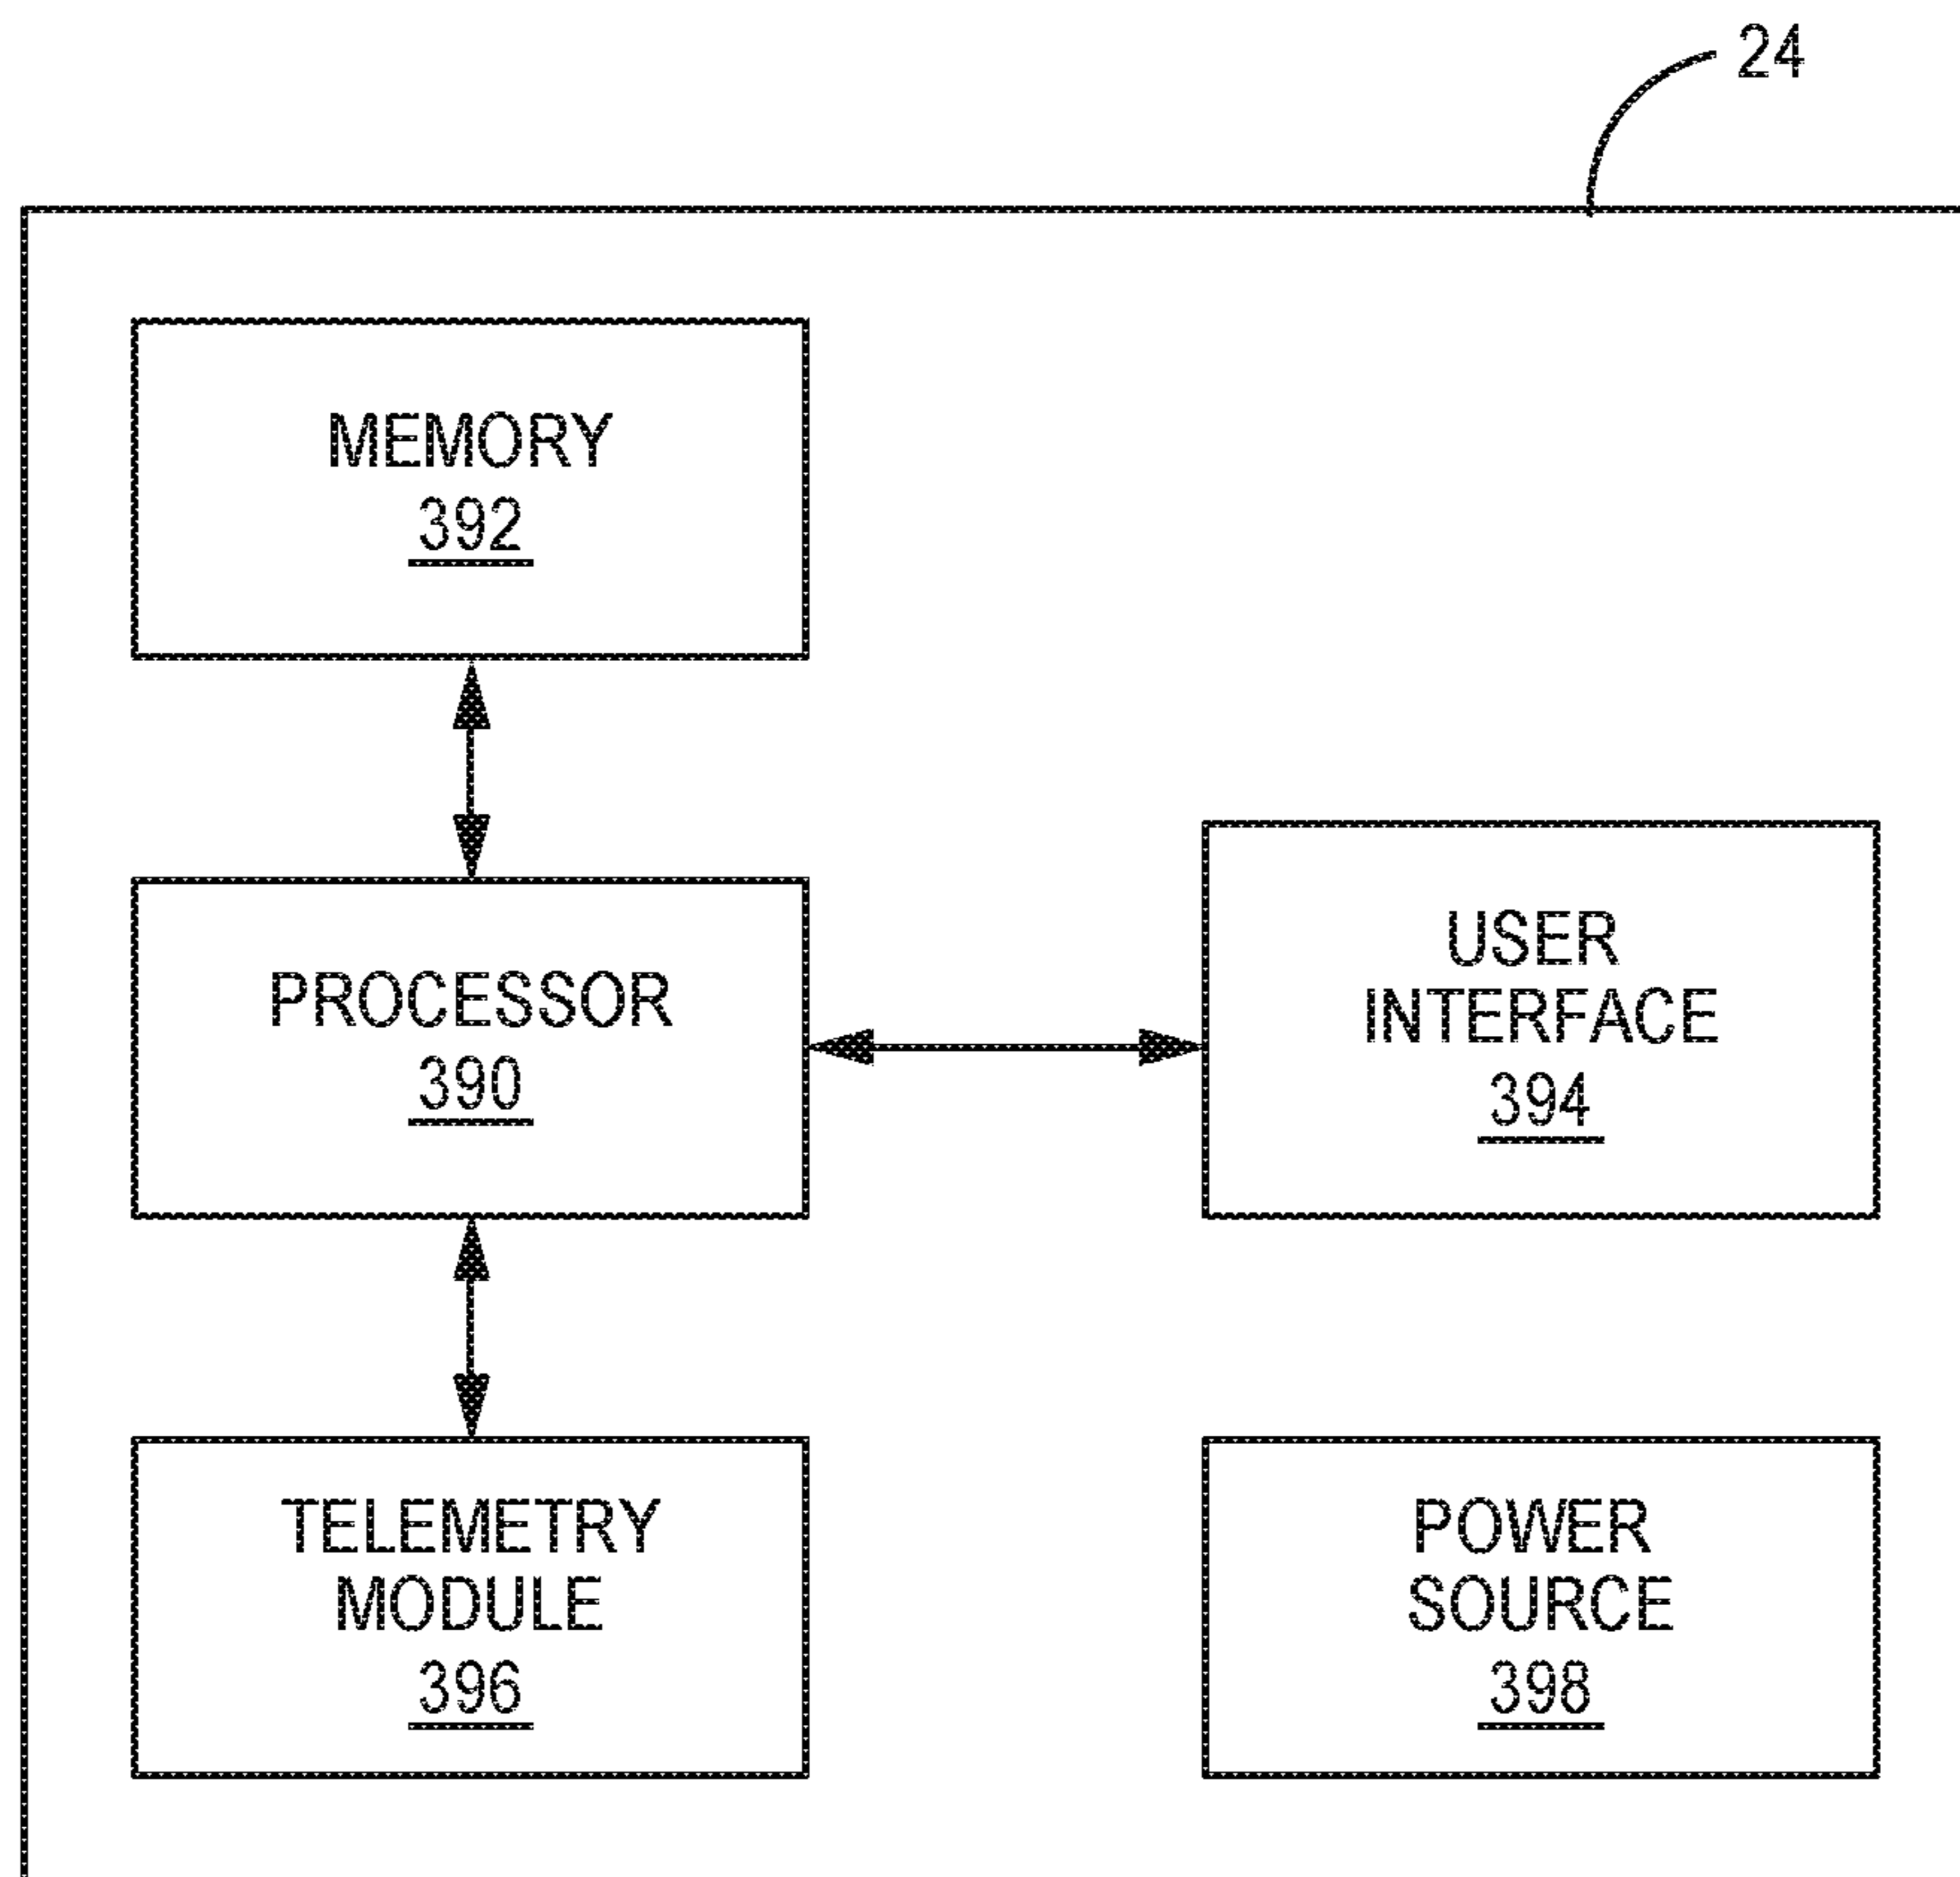 24
MEMORY
392
PROCESSOR
390
USER
INTERFACE
394
TELEMETRY
MODULE
396
POWER
SOURCE
398